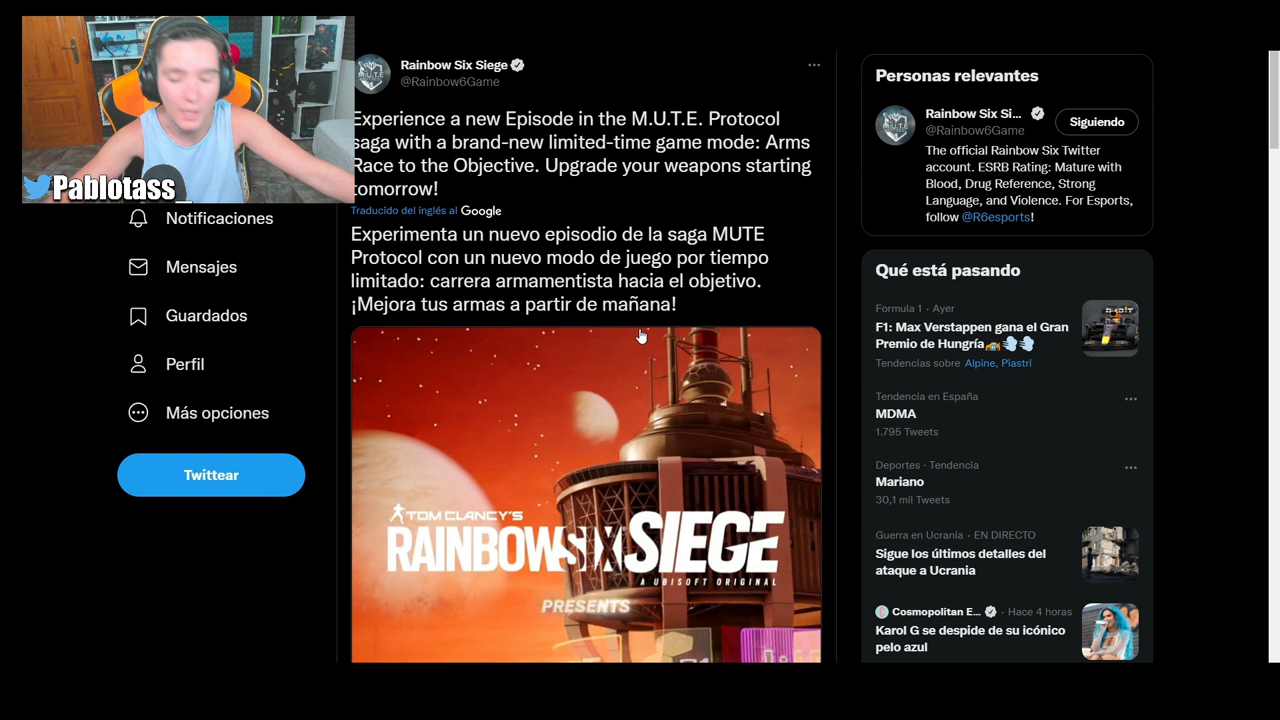 Pablotass_
Notificaciones
Mensajes
Guardados
Perfil
Más opciones
Twittear
Rainbow Six Siege
@Rainbow6Game
Experience a new Episode in the M.U.T.E. Protocol
saga with a brand-new limited-time game mode: Arms
Race to the Objective. Upgrade your weapons starting
tomorrow!
Traducido del inglés al Google
Experimenta un nuevo episodio de la saga MUTE
Protocol con un nuevo modo de juego por tiempo
limitado: carrera armamentista hacia el objetivo.
¡Mejora tus armas a partir de mañana!
TOM CLANCY'S
RAINBOW SIX SIEGE
A UBISOFT ORIGINAL
PRESENTS
Personas relevantes
Rainbow Six Si...
@Rainbow6Game
Siguiendo
The official Rainbow Six Twitter
account. ESRB Rating: Mature with
Blood, Drug Reference, Strong
Language, and Violence. For Esports,
follow @R6esports!
Qué está pasando
Formula 1 · Ayer
F1: Max Verstappen gana el Gran
Premio de Hungría
Tendencias sobre Alpine, Piastri
Tendencia en España
MDMA
1.795 Tweets
Deportes · Tendencia
Mariano
30,1 mil Tweets
Guerra en Ucrania · EN DIRECTO
Sigue los últimos detalles del
ataque a Ucrania
Cosmopolitan E... · Hace 4 horas
Karol G se despide de su icónico
pelo azul